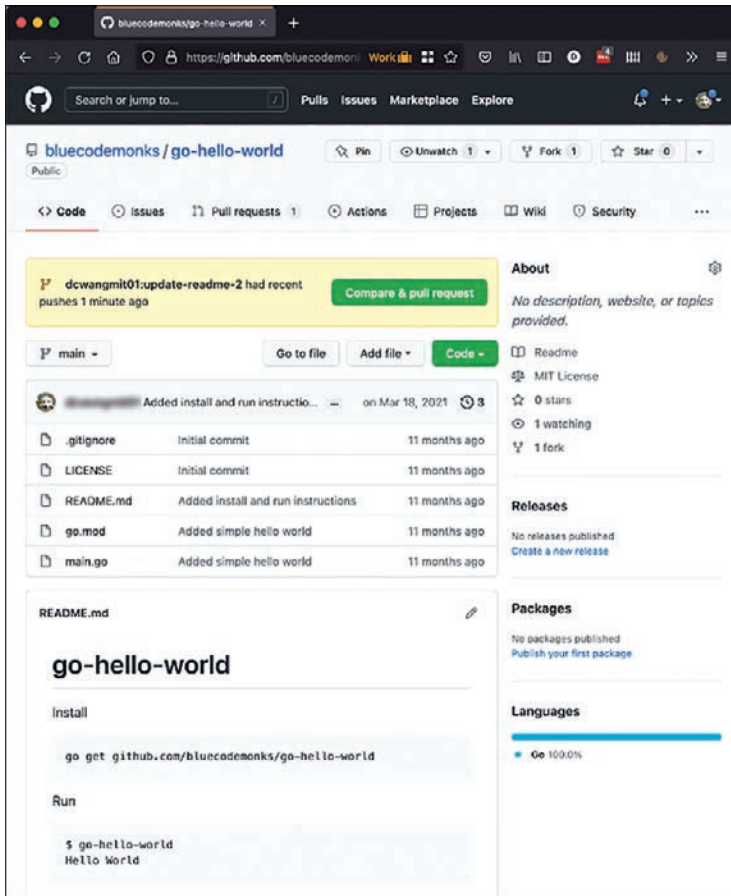 bluecodemonks/go-hello-world
https://github.com/bluecodemonk Work
Search or jump to... / Pulls Issues Marketplace Explore
bluecodemonks / go-hello-world Pin Unwatch 1 Fork 1 Star 0
Public
<> Code Issues Pull requests 1 Actions Projects Wiki Security ...
dcwangmit01:update-readme-2 had recent
pushes 1 minute ago
Compare & pull request
main Go to file Add file Code
Added install and run instructio... ... on Mar 18, 2021 3
.gitignore Initial commit 11 months ago
LICENSE Initial commit 11 months ago
README.md Added install and run instructions 11 months ago
go.mod Added simple hello world 11 months ago
main.go Added simple hello world 11 months ago
README.md
go-hello-world
Install
go get github.com/bluecodemonks/go-hello-world
Run
$ go-hello-world
Hello World
About
No description, website, or topics
provided.
Readme
MIT License
0 stars
1 watching
1 fork
Releases
No releases published
Create a new release
Packages
No packages published
Publish your first package
Languages
Go 100.0%